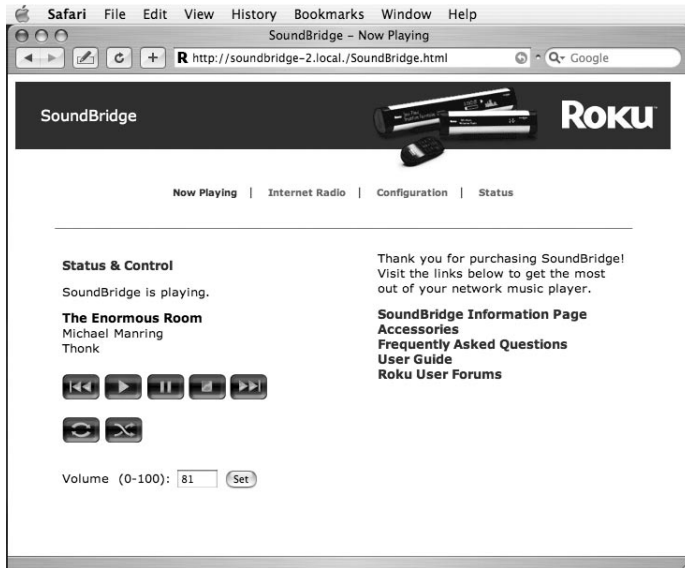 Safari File Edit View History Bookmarks Window Help
SoundBridge – Now Playing
R http://soundbridge-2.local./SoundBridge.html
Google
SoundBridge
Roku
Now Playing | Internet Radio | Configuration | Status
Status & Control
SoundBridge is playing.
The Enormous Room
Michael Manring
Thonk
Volume (0-100): 81 Set
Thank you for purchasing SoundBridge!
Visit the links below to get the most
out of your network music player.
SoundBridge Information Page
Accessories
Frequently Asked Questions
User Guide
Roku User Forums